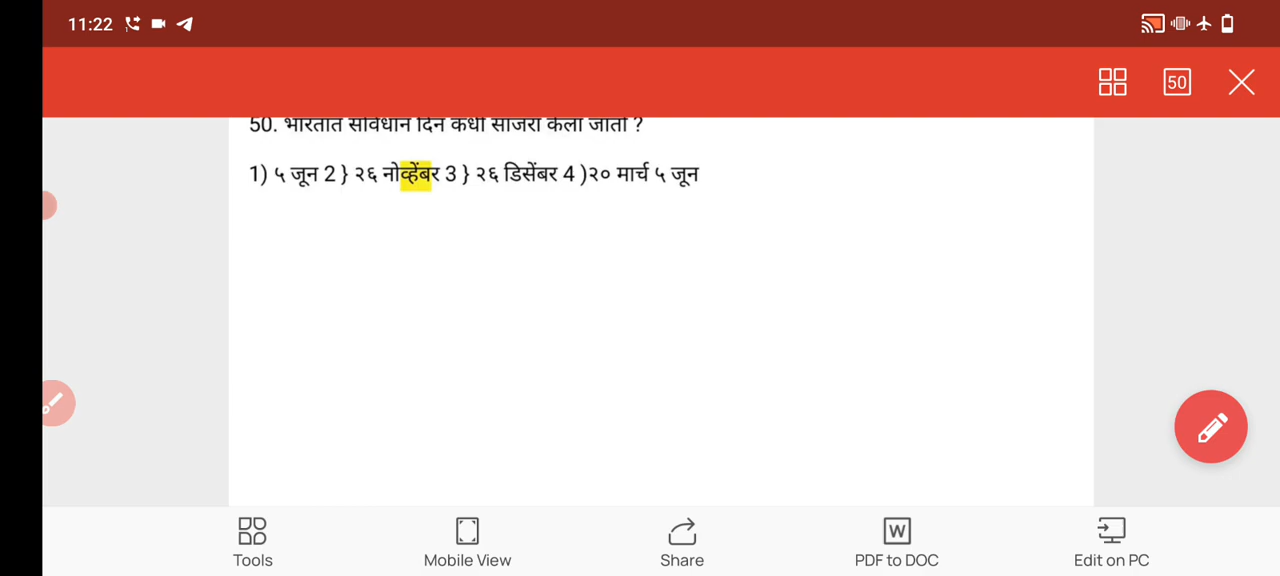 11:22
50
50. भारतात संविधान दिन कधी साजरा केला जातो ?
1) ५ जून 2 } २६ नोव्हेंबर 3 } २६ डिसेंबर 4 )२० मार्च ५ जून
Tools
Mobile View
Share
W
PDF to DOC
Edit on PC